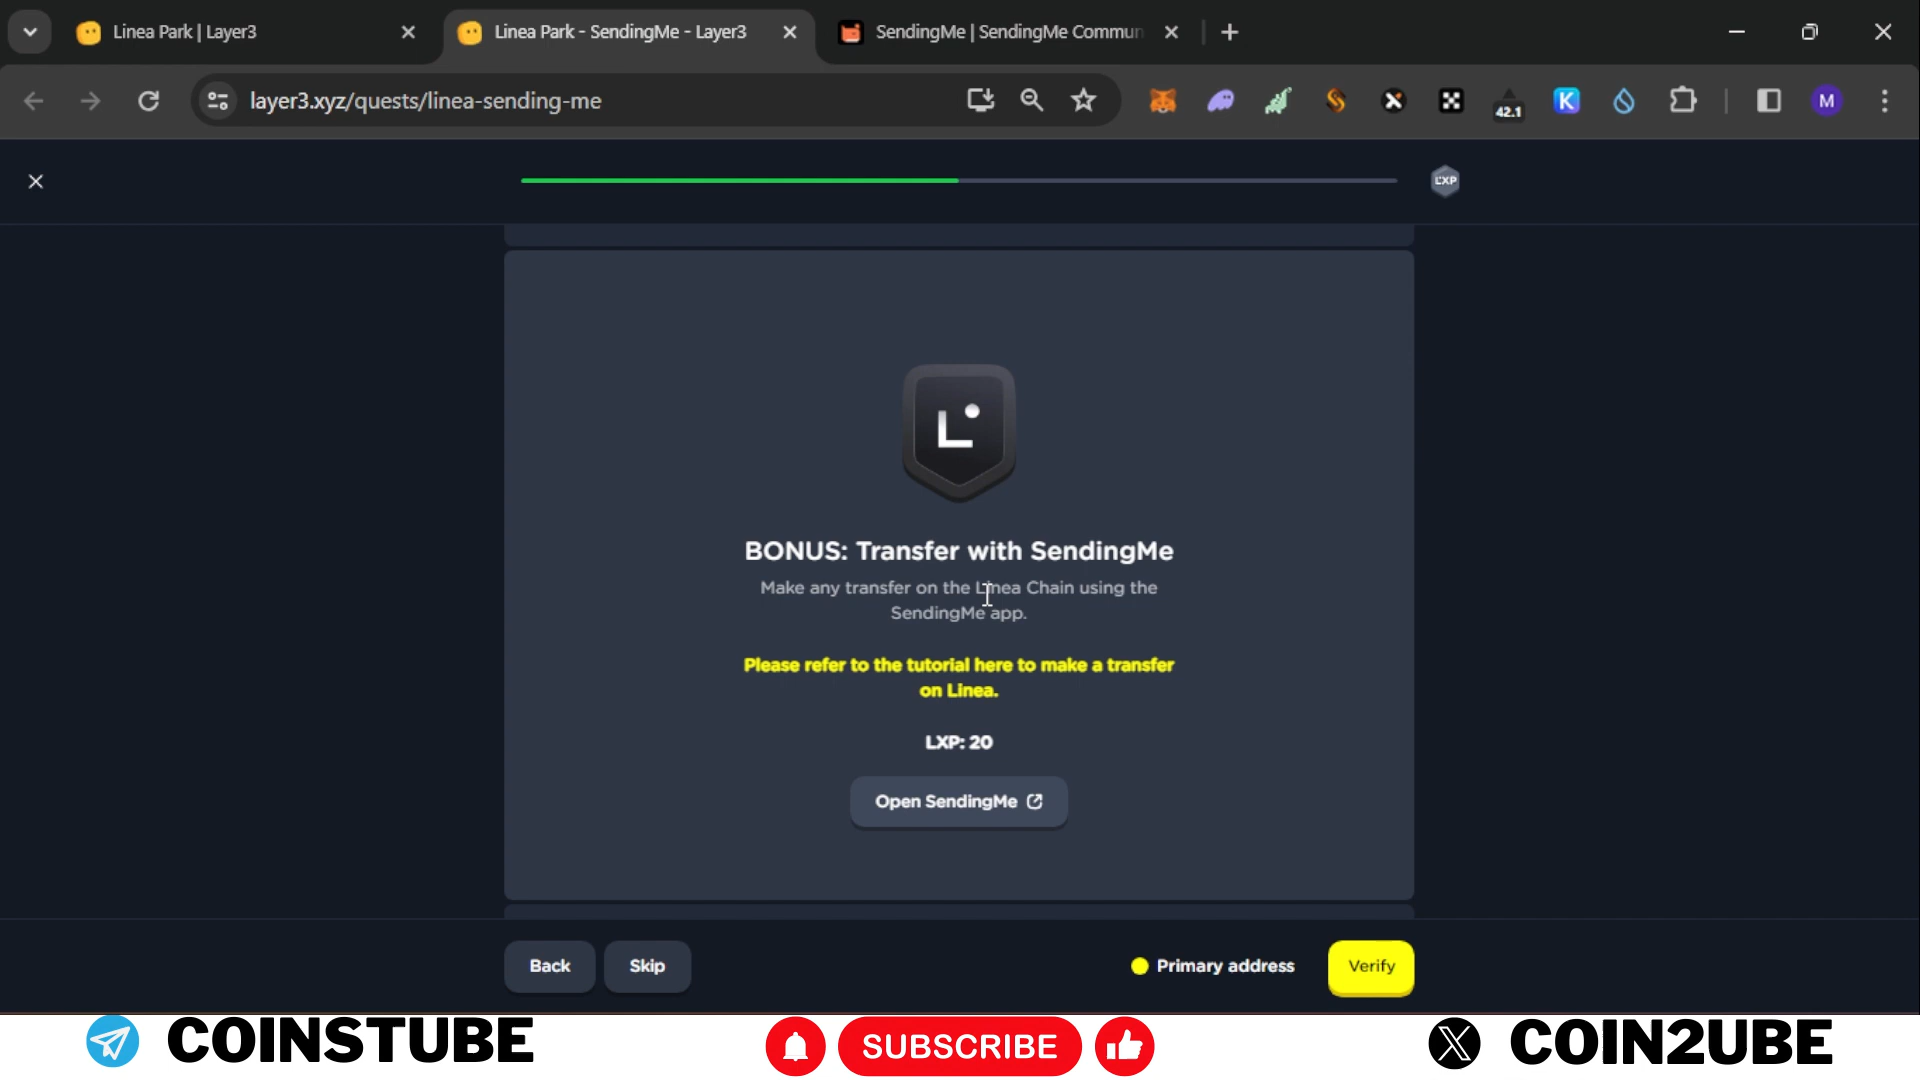 Linea Park | Layer3
Linea Park - SendingMe - Layer3
SendingMe | SendingMe Commun
layer3.xyz/quests/linea-sending-me
42.1
K
M
LXP
BONUS: Transfer with SendingMe
Make any transfer on the Linea Chain using the
SendingMe app.
Please refer to the tutorial here to make a transfer
on Linea.
LXP: 20
Open SendingMe
Back
Skip
Primary address
Verify
COINSTUBE
SUBSCRIBE
COIN2UBE